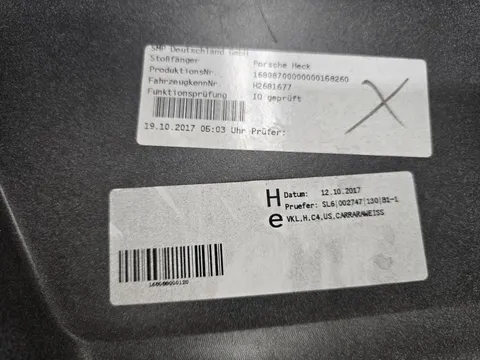 SMP Deutschland GmbH
Stoßfänger Porsche Heck
ProduktionsNr 16898700000000168260
FahrzeugkennNr H2681677
Funktionsprüfung IO geprüft
19.10.2017 06:03 Uhr Prüfer:
H Datum: 12.10.2017
e Pruefer: SL6|002747|130|B1-1
VKL,H,C4,US,CARRARAWEISS